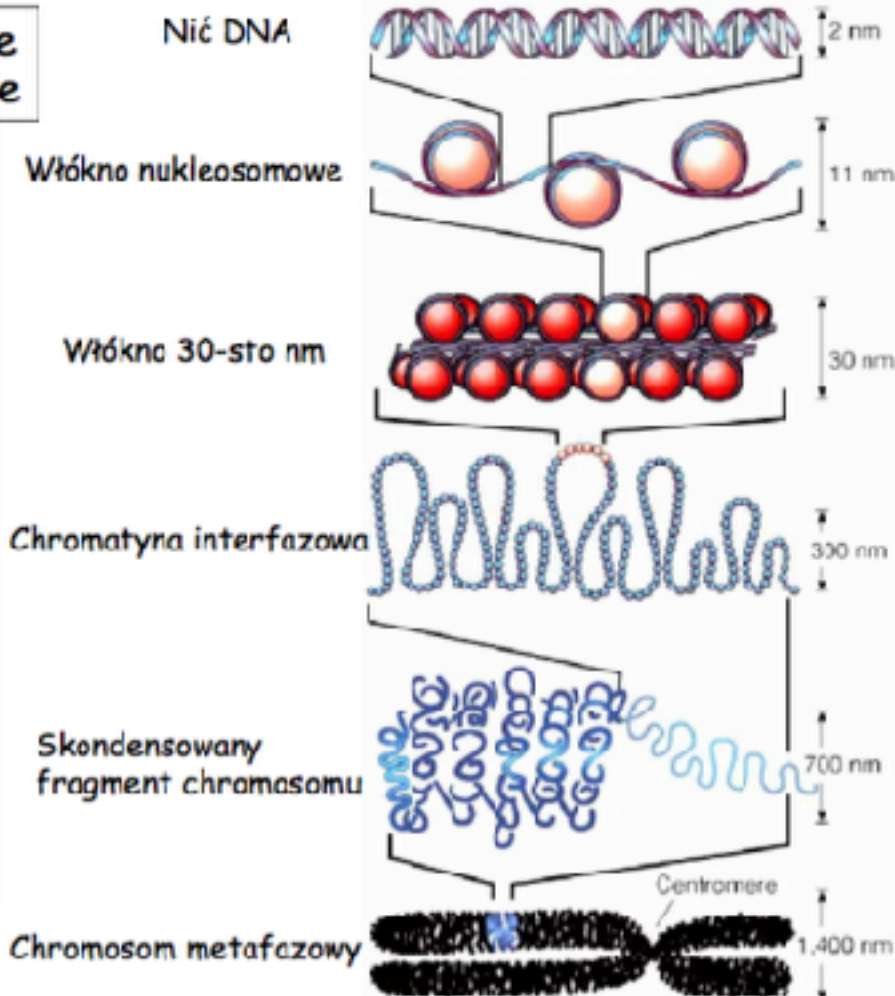 e
e
Nić DNA
2 nm
Włókno nukleosomowe
11 nm
Włókno 30-sto nm
30 nm
Chromatyna interfazowa
300 nm
Skondensowany
fragment chromasomu
700 nm
Centromere
Chromosom metafazowy
1,400 nm